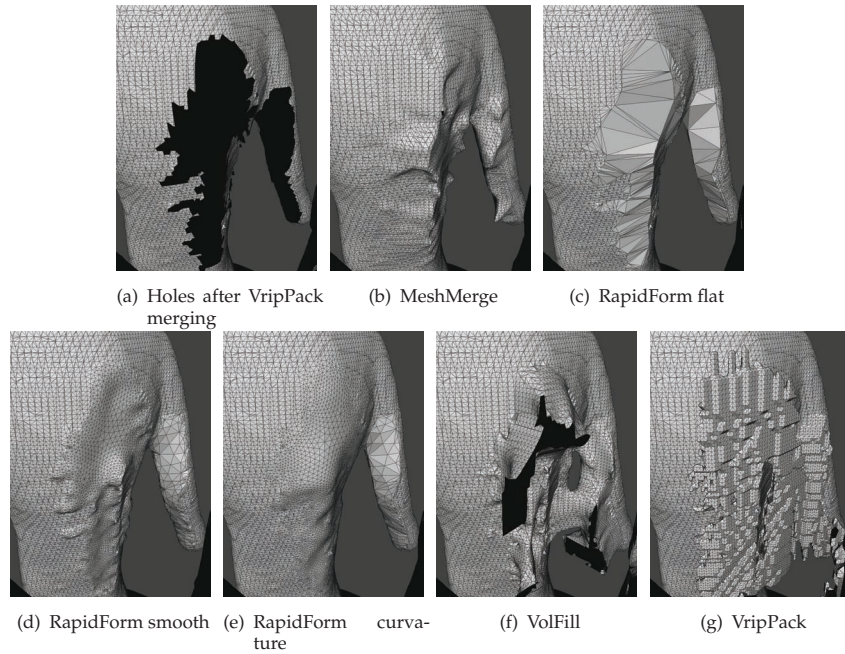 (a) Holes after VripPack
merging
(b) MeshMerge
(c) RapidForm flat
(d) RapidForm smooth
(e) RapidForm curva-
ture
(f) VolFill
(g) VripPack